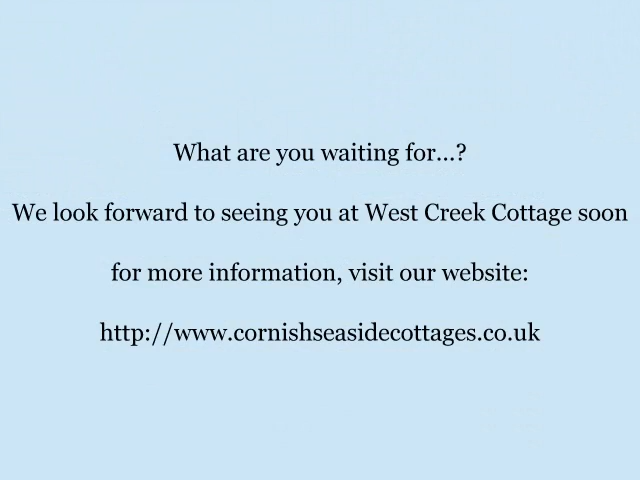 What are you waiting for...?
We look forward to seeing you at West Creek Cottage soon
for more information, visit our website:
http://www.cornishseasidecottages.co.uk